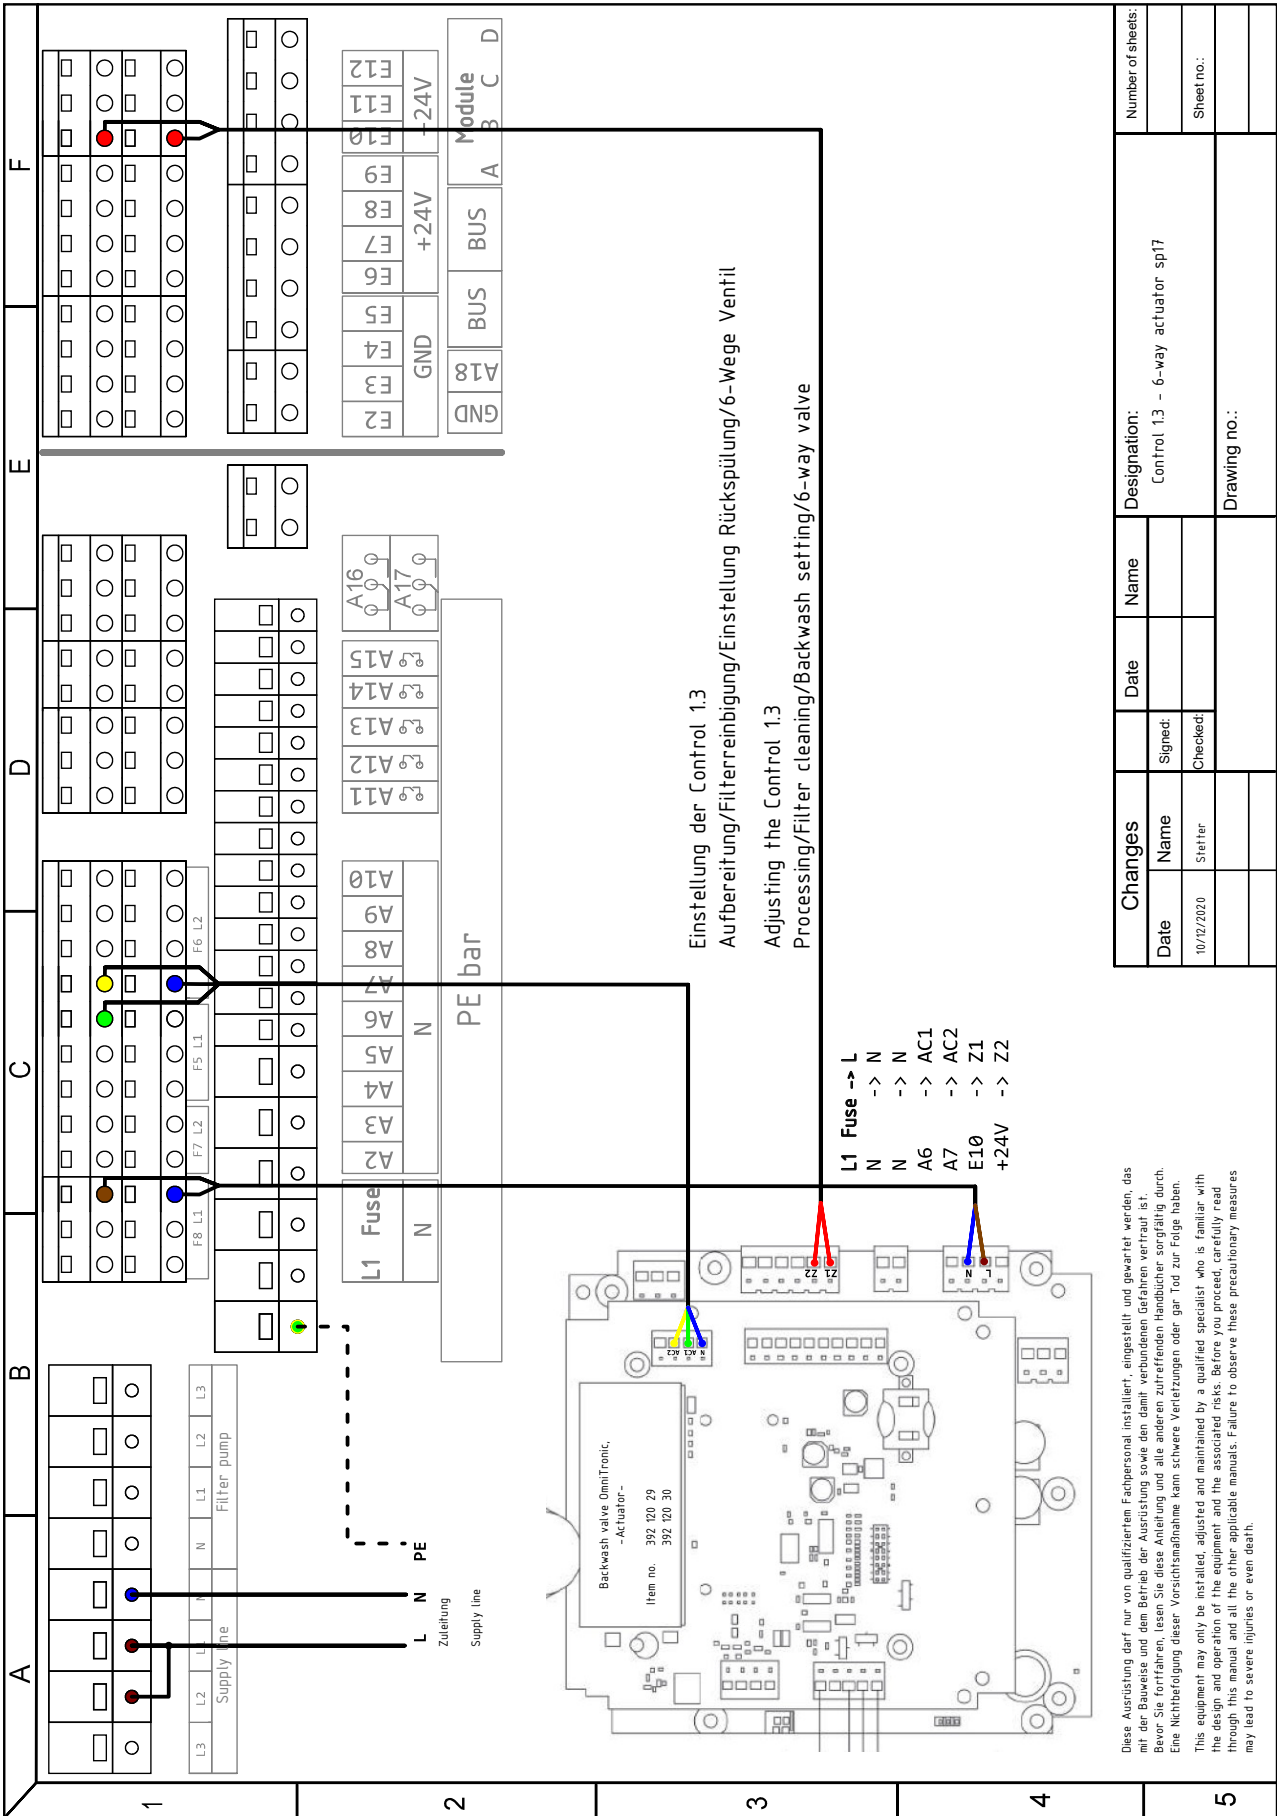 A
B
C
D
E
F
1
2
3
4
5
L3
L2
L1
N
N
L1
L2
L3
Supply line
Filter pump
L
N
PE
Zuleitung
Supply line
F8 L1
F7 L2
F5 L1
F6 L2
L1 Fuse
A2
A3
A4
A5
A6
A7
A8
A9
A10
N
N
PE bar
A11
A12
A13
A14
A15
A16
A17
E2
E3
E4
E5
E6
E7
E8
E9
E10
E11
E12
GND
+24V
+24V
GND
A18
BUS
BUS
Module
A B C D
Einstellung der Control 1.3
Aufbereitung/Filterreinbigung/Einstellung Rückspülung/6-Wege Ventil
Adjusting the Control 1.3
Processing/Filter cleaning/Backwash setting/6-way valve
L1 Fuse --> L
N -> N
N -> N
A6 -> AC1
A7 -> AC2
E10 -> Z1
+24V -> Z2
Backwash valve OmniTronic,
-Actuator-
Item no. 392 120 29
392 120 30
AC2
AC1
N
Z2
Z1
N
L
Diese Ausrüstung darf nur von qualifiziertem Fachpersonal installiert, eingestellt und gewartet werden, das
mit der Bauweise und dem Betrieb der Ausrüstung sowie den damit verbundenen Gefahren vertraut ist.
Bevor Sie fortfahren, lesen Sie diese Anleitung und alle anderen zutreffenden Handbücher sorgfältig durch.
Eine Nichtbefolgung dieser Vorsichtsmaßnahme kann schwere Verletzungen oder gar Tod zur Folge haben.
This equipment may only be installed, adjusted and maintained by a qualified specialist who is familiar with
the design and operation of the equipment and the associated risks. Before you proceed, carefully read
through this manual and all the other applicable manuals. Failure to observe these precautionary measures
may lead to severe injuries or even death.
Changes
Date
Name
10/12/2020
Stetter
Date
Name
Signed:
Checked:
Designation:
Control 1.3 - 6-way actuator sp17
Drawing no.:
Number of sheets:
Sheet no.: